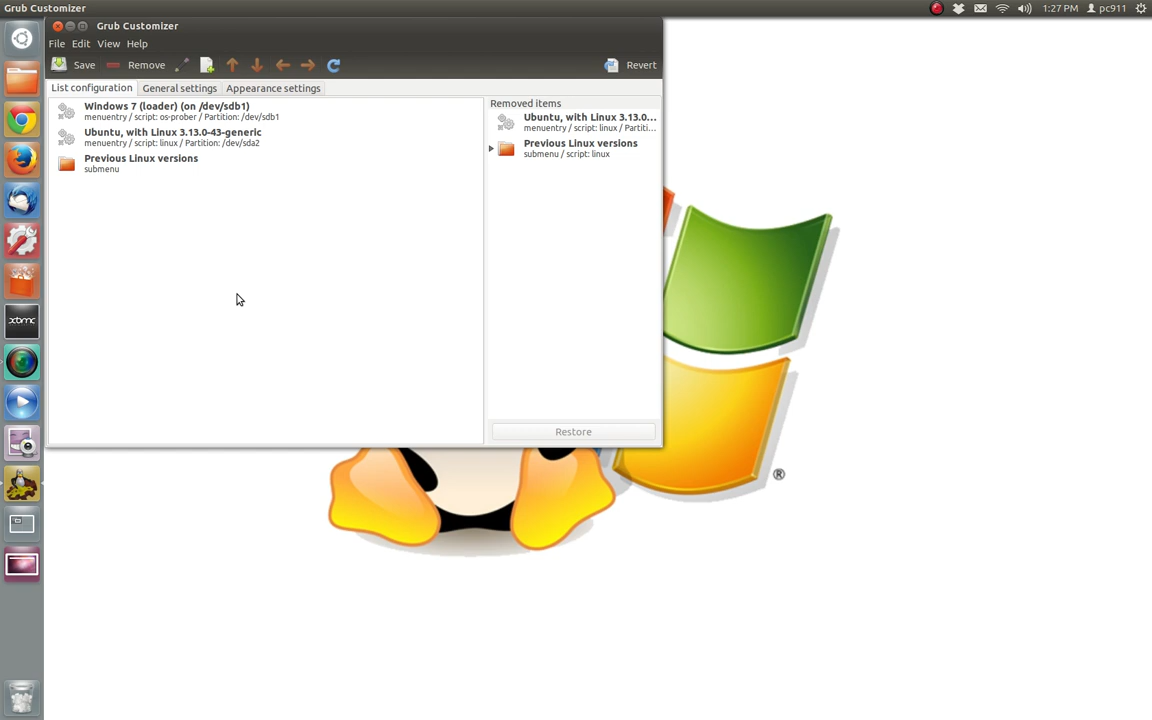 Grub Customizer
1:27 PM
pc911
Grub Customizer
File Edit View Help
Save Remove Revert
List configuration General settings Appearance settings
Windows 7 (loader) (on /dev/sdb1)
menuentry / script: os-prober / Partition: /dev/sdb1
Ubuntu, with Linux 3.13.0-43-generic
menuentry / script: linux / Partition: /dev/sda2
Previous Linux versions
submenu
Removed items
Ubuntu, with Linux 3.13.0...
menuentry / script: linux / Partiti...
Previous Linux versions
submenu / script: linux
Restore
xbmc
®